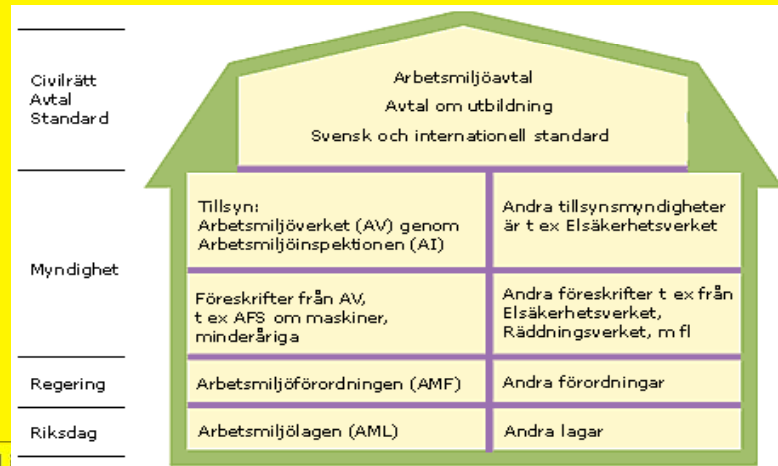 Civilrätt
Avtal
Standard
Arbetsmiljöavtal
Avtal om utbildning
Svensk och internationell standard
Myndighet
Tillsyn:
Arbetsmiljöverket (AV) genom
Arbetsmiljöinspektionen (AI)
Andra tillsynsmyndigheter
är t ex Elsäkerhetsverket
Föreskrifter från AV,
t ex AFS om maskiner,
minderåriga
Andra föreskrifter t ex från
Elsäkerhetsverket,
Räddningsverket, m fl
Regering
Arbetsmiljöförordningen (AMF)
Andra förordningar
Riksdag
Arbetsmiljölagen (AML)
Andra lagar